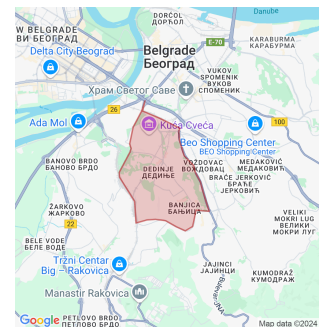 DORĆOL
ДОРЋОЛ
W BELGRADE
ВИ БЕОГРАД
Danube
E-70
KARABURMA
КАРАБУРМА
Delta City Beograd
Belgrade
Београд
VUKOV
SPOMENIK
ВУКОВ
СПОМЕНИК
Храм Светог Саве
26
100
Ada Mol
Kuća Cveća
Beo Shopping Center
BEO Shopping Center
BANOVO BRDO
БАНОВО БРДО
DEDINJE
ДЕДИЊЕ
VOŽDOVAC
ВОЖДОВАЦ
MEDAKOVIĆ
МЕДАКОВИЋ
BRAĆE JERKOVIĆ
БРАЋЕ
ЈЕРКОВИЋ
ŽARKOVO
ЖАРКОВО
22
BANJICA
БАЊИЦА
VELIKI
MOKRI LUG
ВЕЛИКИ
МОКРИ ЛУГ
BELE VODE
БЕЛЕ ВОДЕ
Tržni Centar
Big – Rakovica
JAJINCI
ЈАЈИНЦИ
KUMODRAŽ
КУМОДРАЖ
Manastir Rakovica
Google
PETLOVO BRDO
ПЕТЛОВО БРДО
Map data ©2024